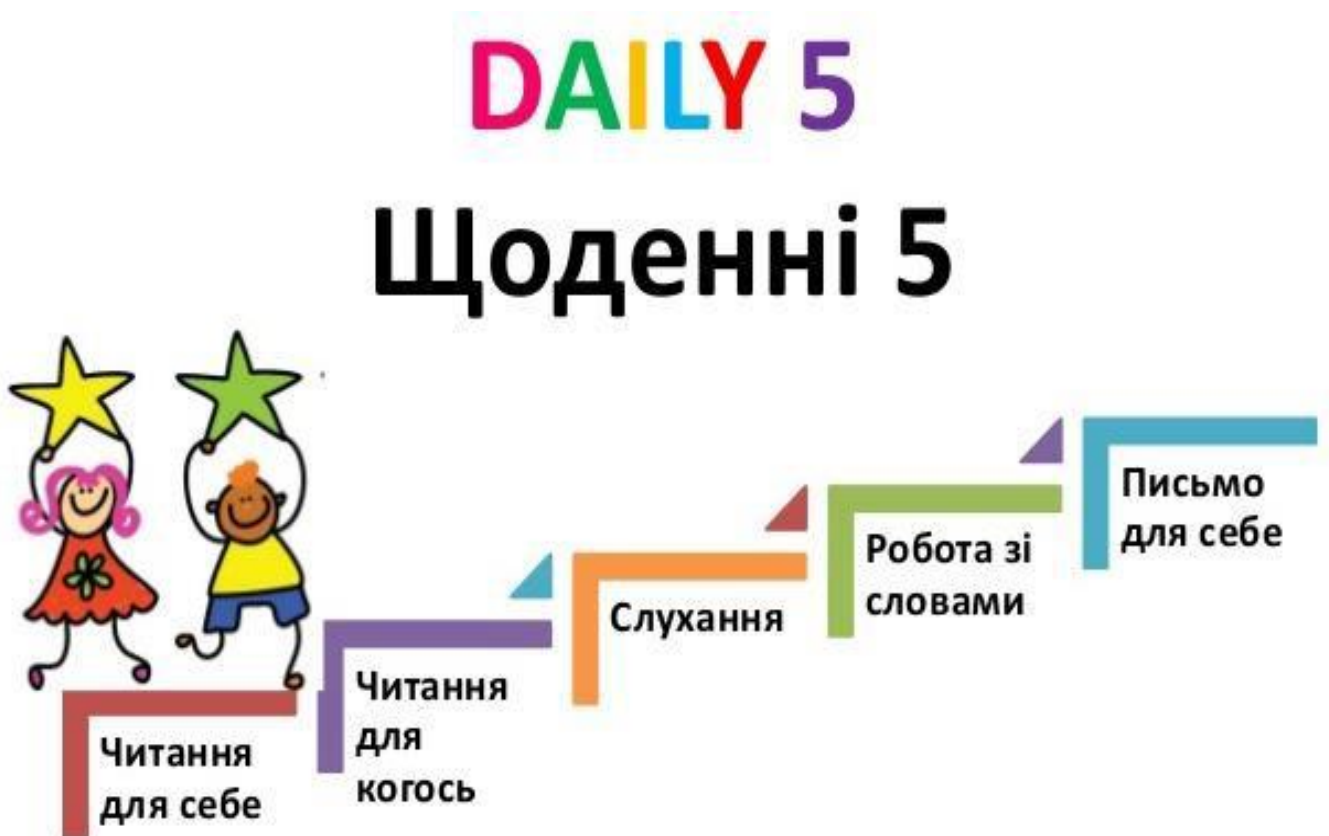 DAILY 5
Щоденні 5
Читання
для себе
Читання
для
когось
Слухання
Робота зі
словами
Письмо
для себе